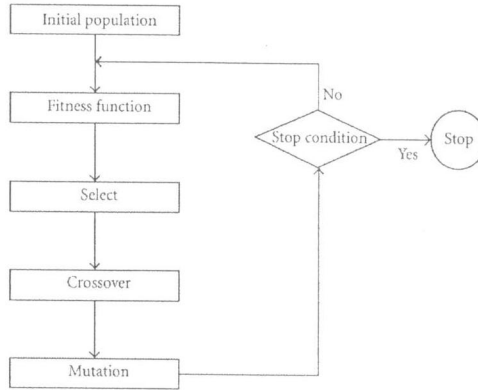 Initial population
Fitness function
Select
Crossover
Mutation
No
Stop condition
Yes
Stop